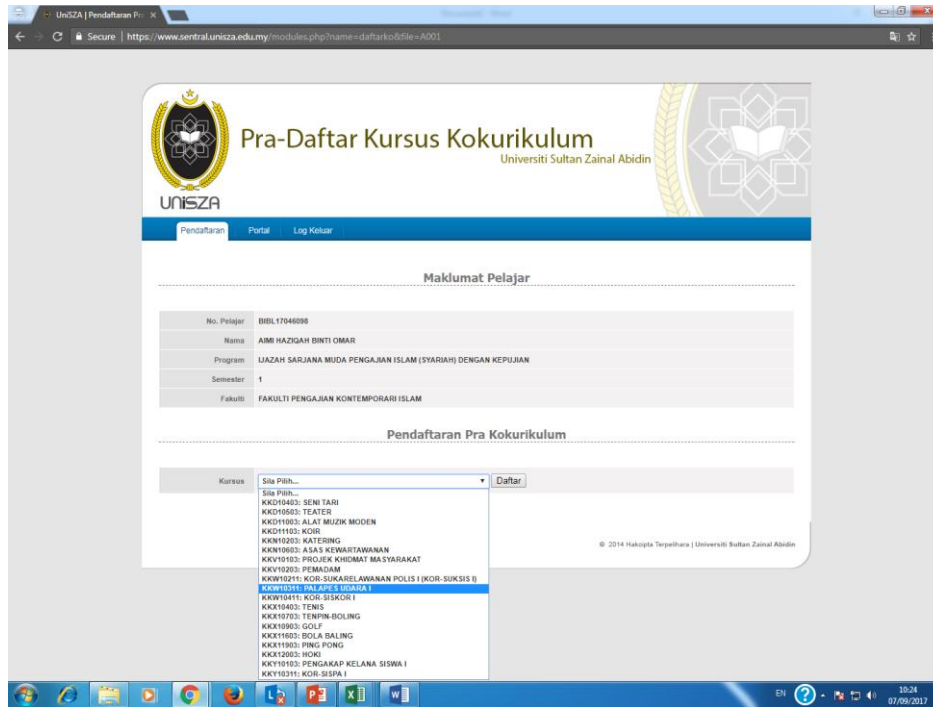 UniSZA | Pendaftaran Pr
Secure | https://www.sentral.unisza.edu.my/modules.php?name=daftarko&file=A001
UniSZA
Pra-Daftar Kursus Kokurikulum
Universiti Sultan Zainal Abidin
Pendaftaran Portal Log Keluar
Maklumat Pelajar
No. Pelajar BIBL17046098
Nama AIMI HAZIQAH BINTI OMAR
Program IJAZAH SARJANA MUDA PENGAJIAN ISLAM (SYARIAH) DENGAN KEPUJIAN
Semester 1
Fakulti FAKULTI PENGAJIAN KONTEMPORARI ISLAM
Pendaftaran Pra Kokurikulum
Kursus Sila Pilih... Daftar
Sila Pilih...
KKD10403: SENI TARI
KKD10503: TEATER
KKD11003: ALAT MUZIK MODEN
KKD11103: KOIR
KKN10203: KATERING
KKN10603: ASAS KEWARTAWANAN
KKV10103: PROJEK KHIDMAT MASYARAKAT
KKV10203: PEMADAM
KKW10211: KOR-SUKARELAWANAN POLIS I (KOR-SUKSIS I)
KKW10311: PALAPES UDARA I
KKW10411: KOR-SISKOR I
KKX10403: TENIS
KKX10703: TENPIN-BOLING
KKX10903: GOLF
KKX11603: BOLA BALING
KKX11903: PING PONG
KKX12003: HOKI
KKY10103: PENGAKAP KELANA SISWA I
KKY10311: KOR-SISPA I
© 2014 Hakcipta Terpelihara | Universiti Sultan Zainal Abidin
EN 10:24
07/09/2017